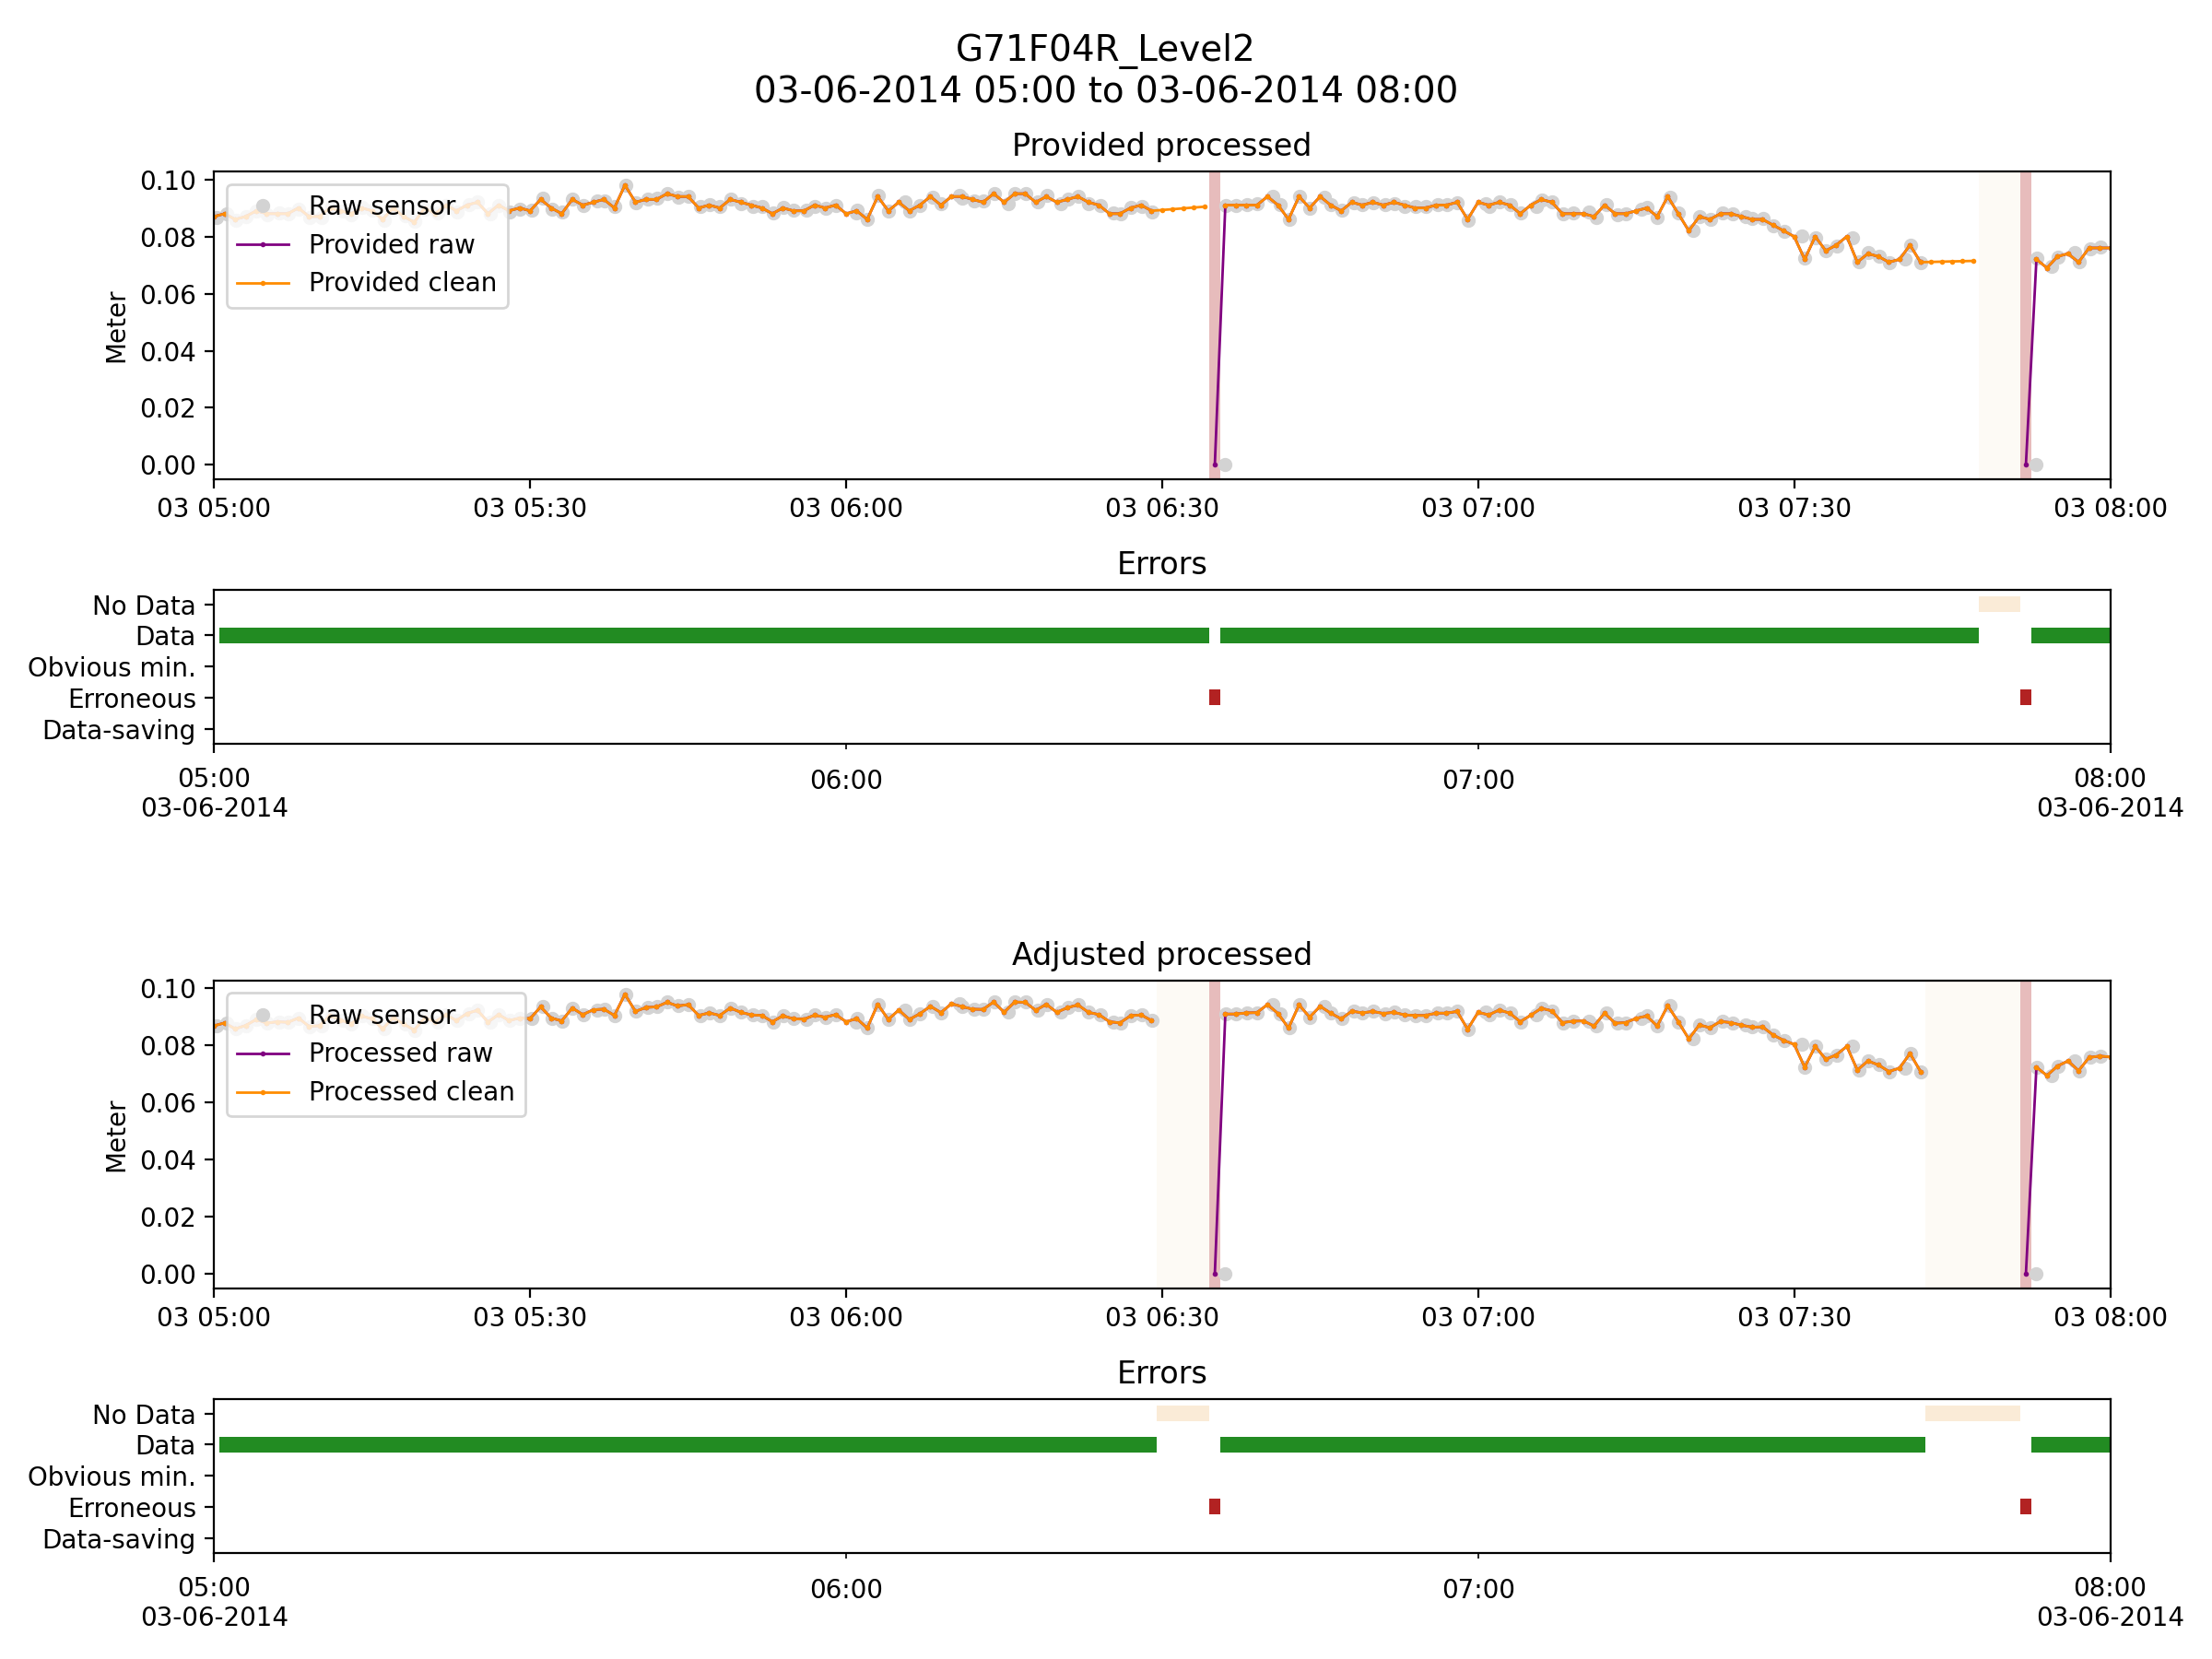 G71F04R_Level2
03-06-2014 05:00 to 03-06-2014 08:00
Provided processed
Meter
0.10
0.08
0.06
0.04
0.02
0.00
Raw sensor
Provided raw
Provided clean
03 05:00 03 05:30 03 06:00 03 06:30 03 07:00 03 07:30 03 08:00
Errors
No Data
Data
Obvious min.
Erroneous
Data-saving
05:00 06:00 07:00 08:00
03-06-2014 03-06-2014
Adjusted processed
Meter
0.10
0.08
0.06
0.04
0.02
0.00
Raw sensor
Processed raw
Processed clean
03 05:00 03 05:30 03 06:00 03 06:30 03 07:00 03 07:30 03 08:00
Errors
No Data
Data
Obvious min.
Erroneous
Data-saving
05:00 06:00 07:00 08:00
03-06-2014 03-06-2014